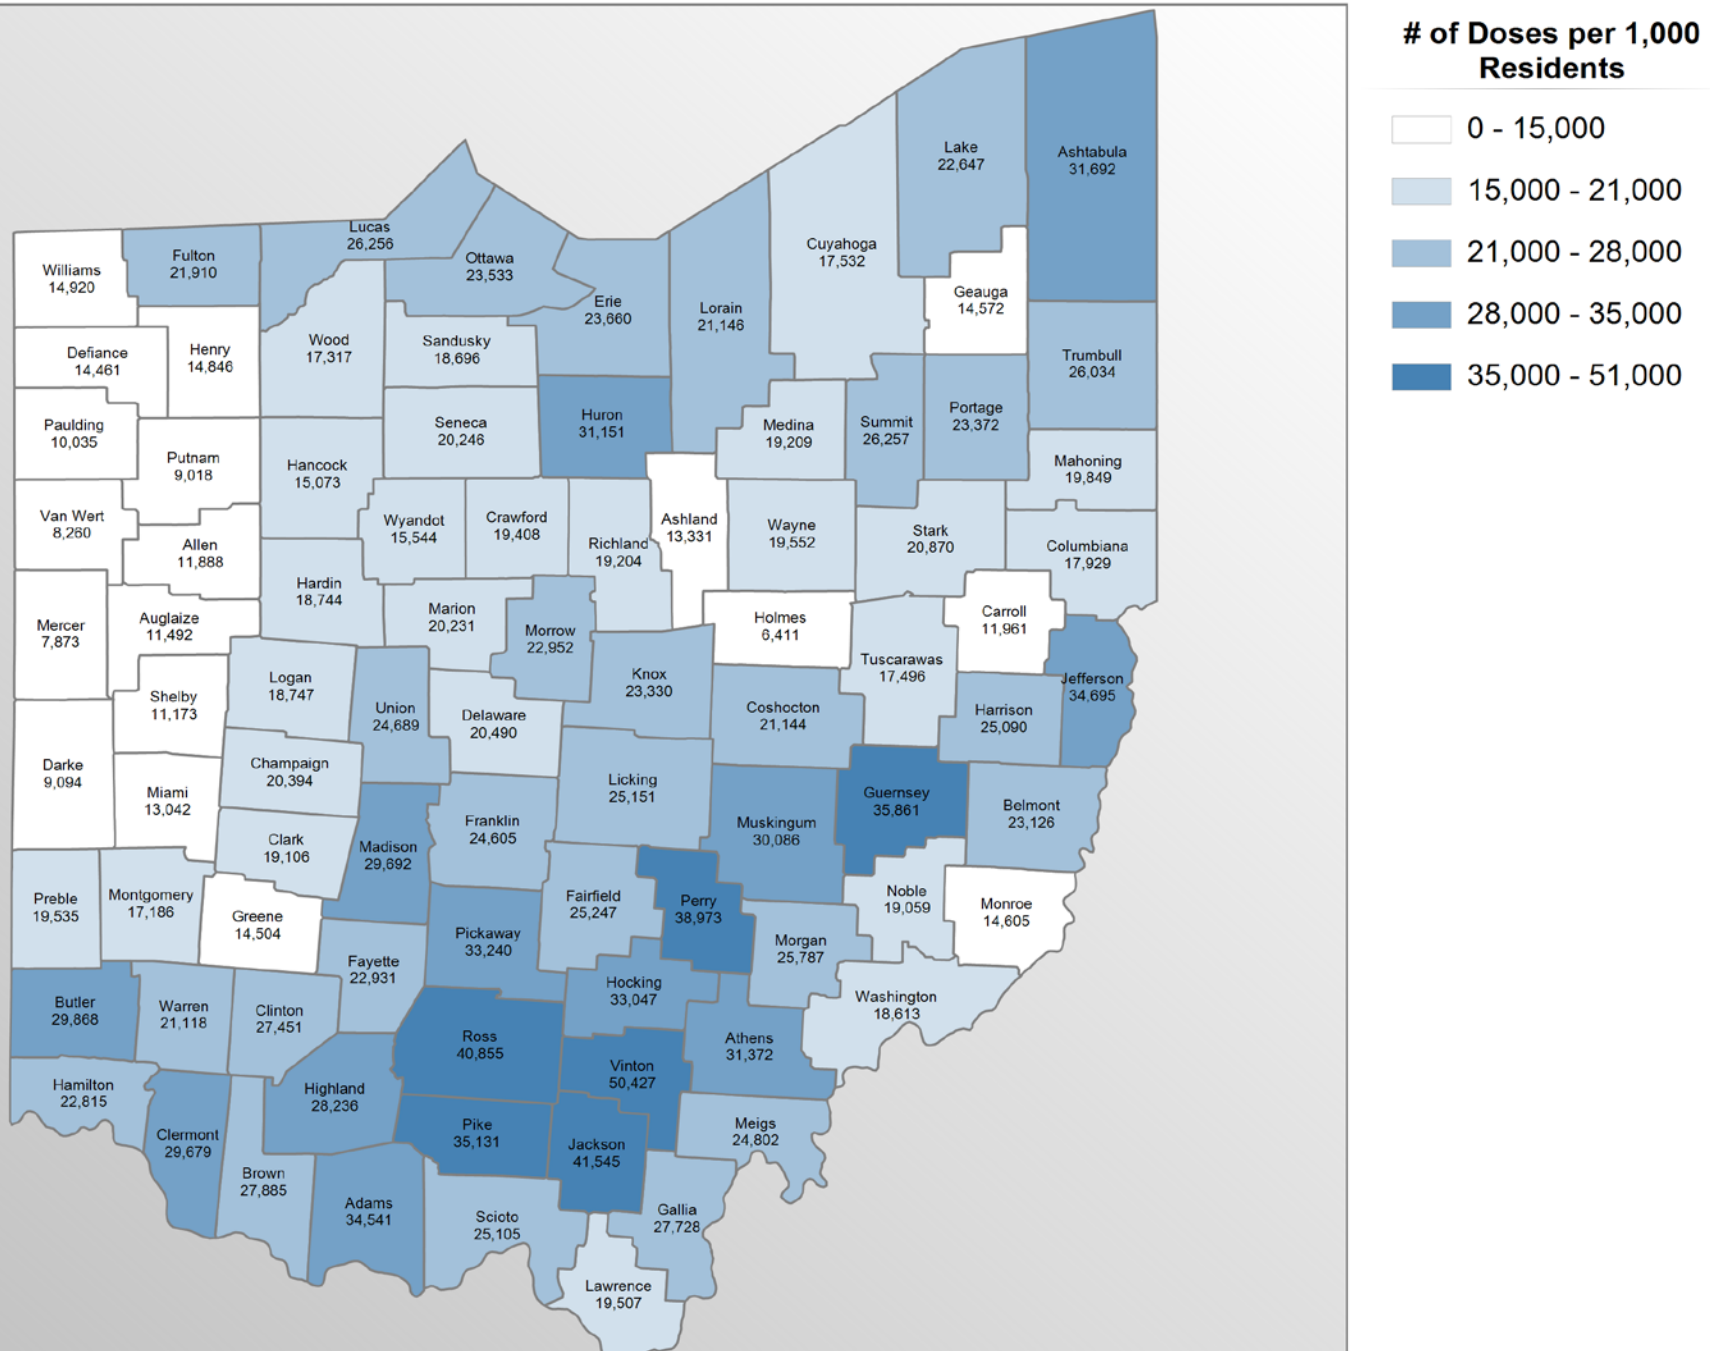 # of Doses per 1,000
Residents
0 - 15,000
15,000 - 21,000
21,000 - 28,000
28,000 - 35,000
35,000 - 51,000
Lake
22,647
Ashtabula
31,692
Lucas
26,256
Fulton
21,910
Williams
14,920
Ottawa
23,533
Cuyahoga
17,532
Geauga
14,572
Erie
23,660
Lorain
21,146
Wood
17,317
Sandusky
18,696
Henry
14,846
Defiance
14,461
Trumbull
26,034
Paulding
10,035
Seneca
20,246
Huron
31,151
Medina
19,209
Summit
26,257
Portage
23,372
Putnam
9,018
Hancock
15,073
Mahoning
19,849
Van Wert
8,260
Allen
11,888
Wyandot
15,544
Crawford
19,408
Richland
19,204
Ashland
13,331
Wayne
19,552
Stark
20,870
Columbiana
17,929
Hardin
18,744
Mercer
7,873
Auglaize
11,492
Marion
20,231
Morrow
22,952
Holmes
6,411
Carroll
11,961
Tuscarawas
17,496
Jefferson
34,695
Shelby
11,173
Logan
18,747
Union
24,689
Delaware
20,490
Knox
23,330
Coshocton
21,144
Harrison
25,090
Darke
9,094
Miami
13,042
Champaign
20,394
Licking
25,151
Guernsey
35,861
Belmont
23,126
Clark
19,106
Madison
29,692
Franklin
24,605
Muskingum
30,086
Preble
19,535
Montgomery
17,186
Greene
14,504
Fairfield
25,247
Perry
38,973
Noble
19,059
Monroe
14,605
Fayette
22,931
Pickaway
33,240
Morgan
25,787
Hocking
33,047
Washington
18,613
Butler
29,868
Warren
21,118
Clinton
27,451
Ross
40,855
Vinton
50,427
Athens
31,372
Hamilton
22,815
Highland
28,236
Clermont
29,679
Pike
35,131
Jackson
41,545
Meigs
24,802
Brown
27,885
Adams
34,541
Scioto
25,105
Gallia
27,728
Lawrence
19,507